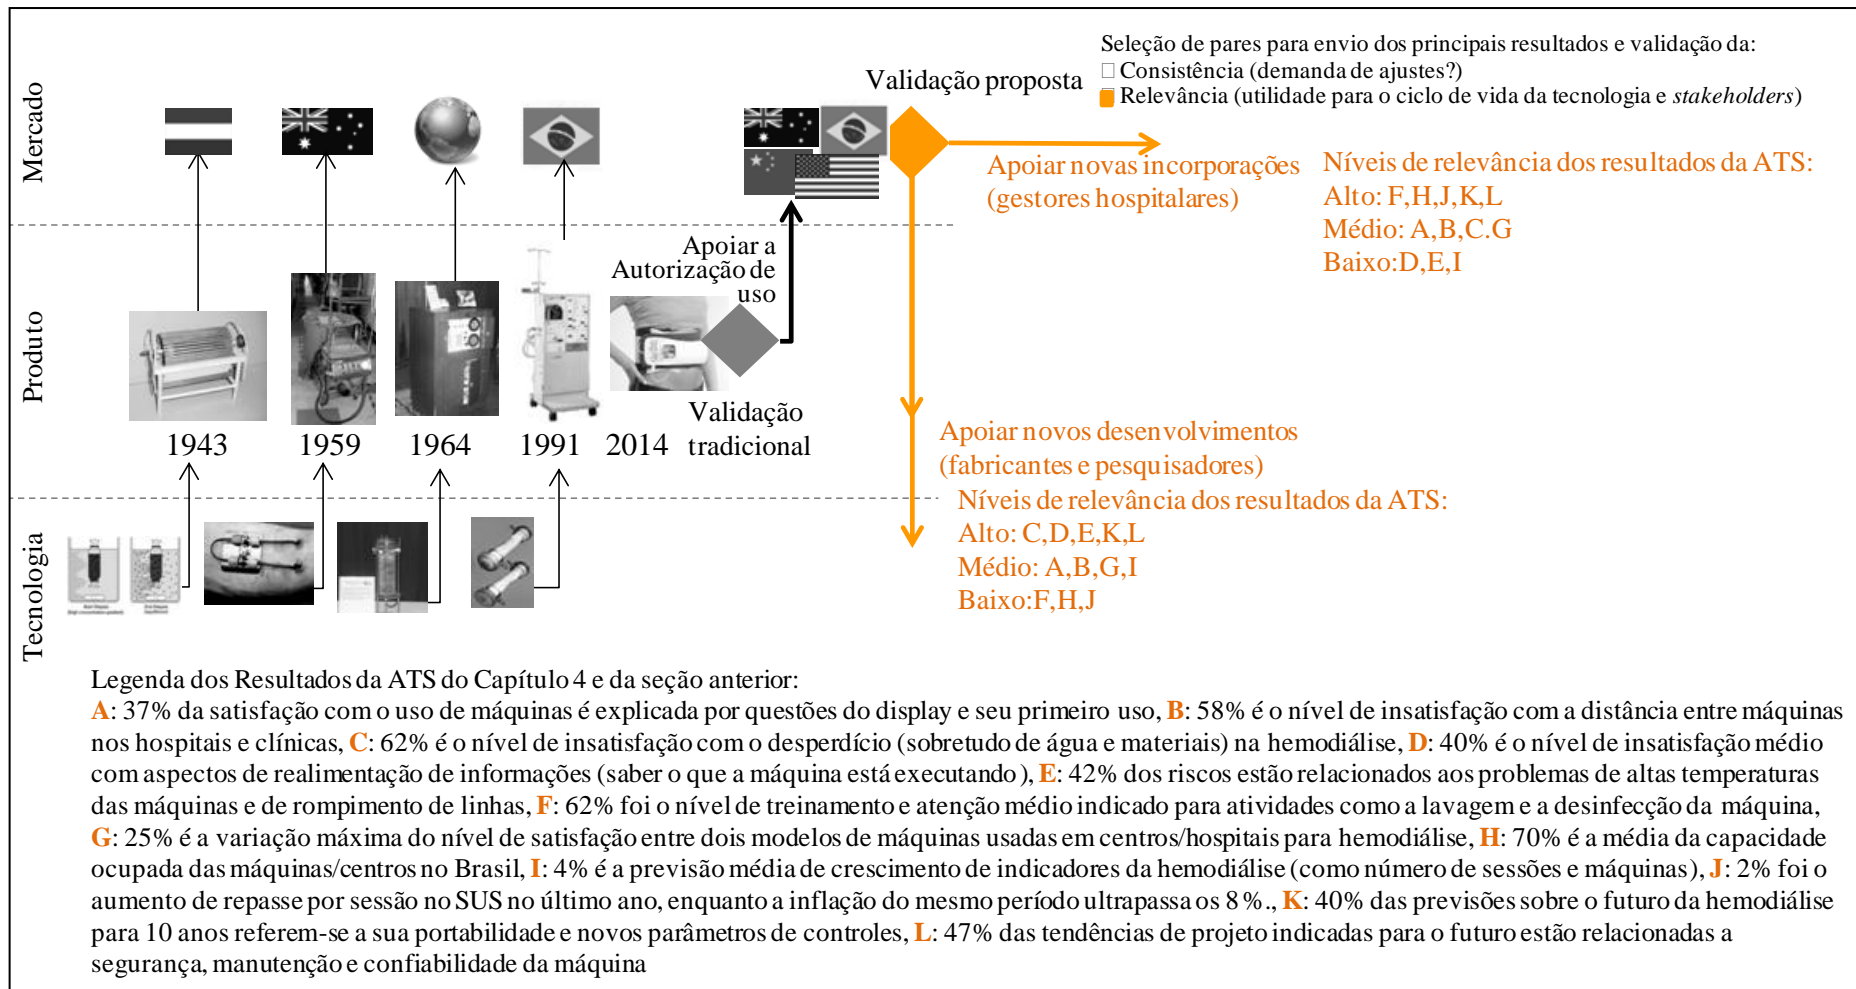 Seleção de pares para envio dos principais resultados e validação da:
□ Consistência (demanda de ajustes?)
Relevância (utilidade para o ciclo de vida da tecnologia e stakeholders)
Validação proposta
Mercado
Apoiar novas incorporações
(gestores hospitalares)
Níveis de relevância dos resultados da ATS:
Alto: F,H,J,K,L
Médio: A,B,C.G
Baixo:D,E,I
Apoiar a
Autorização de
uso
Produto
1943
1959
1964
1991
2014
Validação
tradicional
Apoiar novos desenvolvimentos
(fabricantes e pesquisadores)
Níveis de relevância dos resultados da ATS:
Alto: C,D,E,K,L
Médio: A,B,G,I
Baixo:F,H,J
Tecnologia
Legenda dos Resultados da ATS do Capítulo 4 e da seção anterior:
A: 37% da satisfação com o uso de máquinas é explicada por questões do display e seu primeiro uso, B: 58% é o nível de insatisfação com a distância entre máquinas
nos hospitais e clínicas, C: 62% é o nível de insatisfação com o desperdício (sobretudo de água e materiais) na hemodiálise, D: 40% é o nível de insatisfação médio
com aspectos de realimentação de informações (saber o que a máquina está executando), E: 42% dos riscos estão relacionados aos problemas de altas temperaturas
das máquinas e de rompimento de linhas, F: 62% foi o nível de treinamento e atenção médio indicado para atividades como a lavagem e a desinfecção da máquina,
G: 25% é a variação máxima do nível de satisfação entre dois modelos de máquinas usadas em centros/hospitais para hemodiálise, H: 70% é a média da capacidade
ocupada das máquinas/centros no Brasil, I: 4% é a previsão média de crescimento de indicadores da hemodiálise (como número de sessões e máquinas), J: 2% foi o
aumento de repasse por sessão no SUS no último ano, enquanto a inflação do mesmo período ultrapassa os 8%., K: 40% das previsões sobre o futuro da hemodiálise
para 10 anos referem-se a sua portabilidade e novos parâmetros de controles, L: 47% das tendências de projeto indicadas para o futuro estão relacionadas a
segurança, manutenção e confiabilidade da máquina